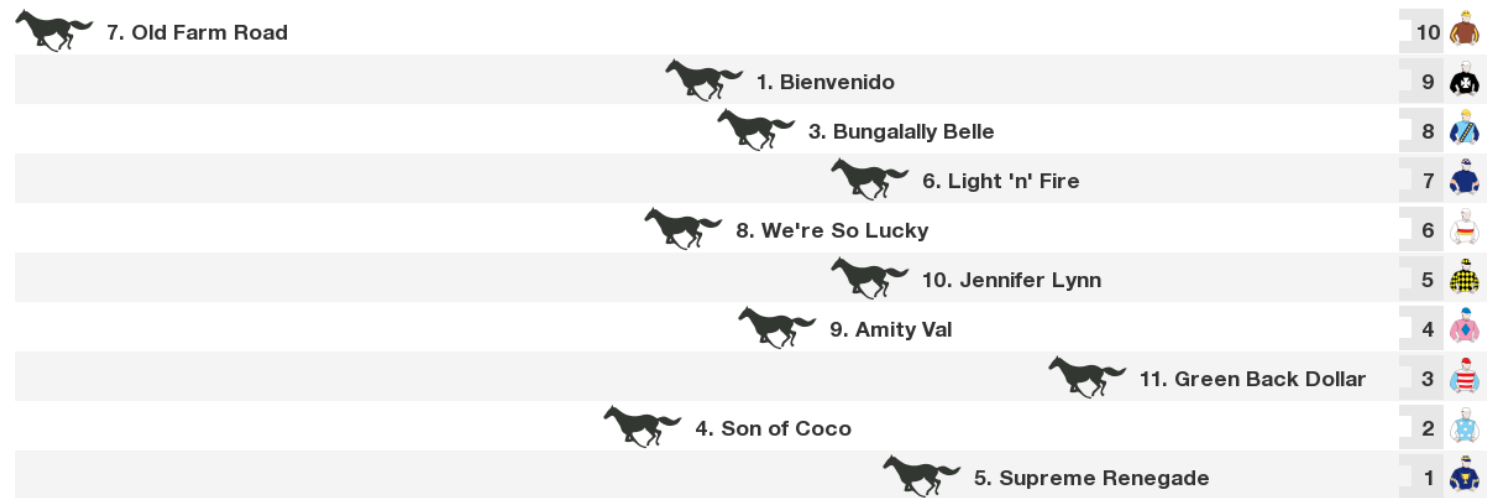 7. Old Farm Road 10
1. Bienvenido 9
3. Bungalally Belle 8
6. Light 'n' Fire 7
8. We're So Lucky 6
10. Jennifer Lynn 5
9. Amity Val 4
11. Green Back Dollar 3
4. Son of Coco 2
5. Supreme Renegade 1